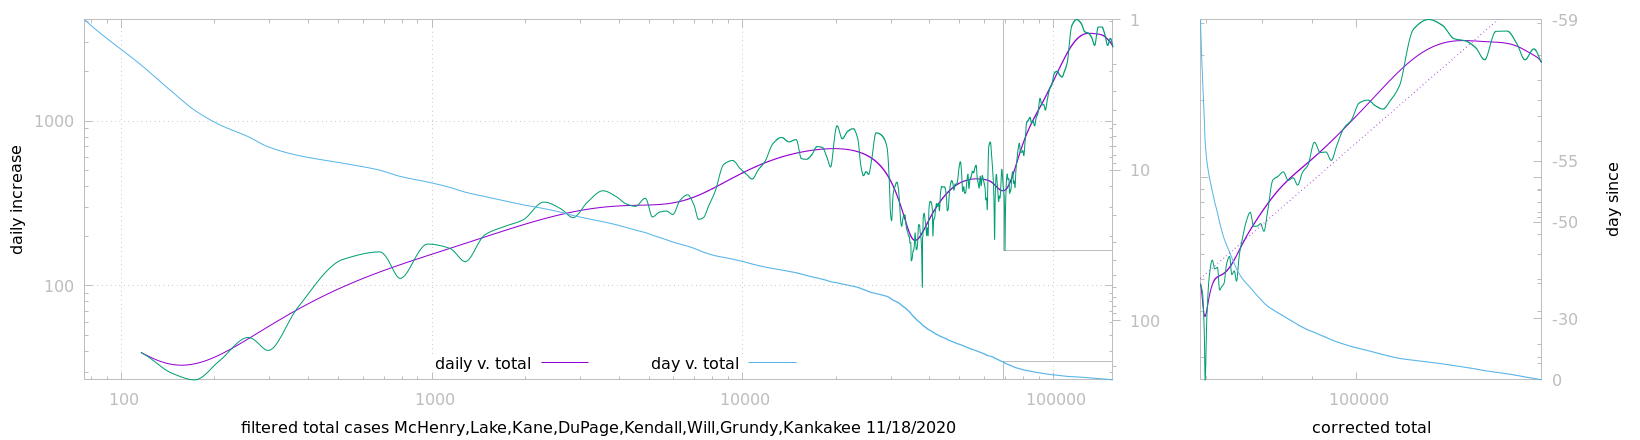 1000
100
daily increase
daily v. total
day v. total
100
1000
10000
100000
1
10
100
filtered total cases McHenry,Lake,Kane,DuPage,Kendall,Will,Grundy,Kankakee 11/18/2020
-59
-55
-50
-30
0
day since
100000
corrected total